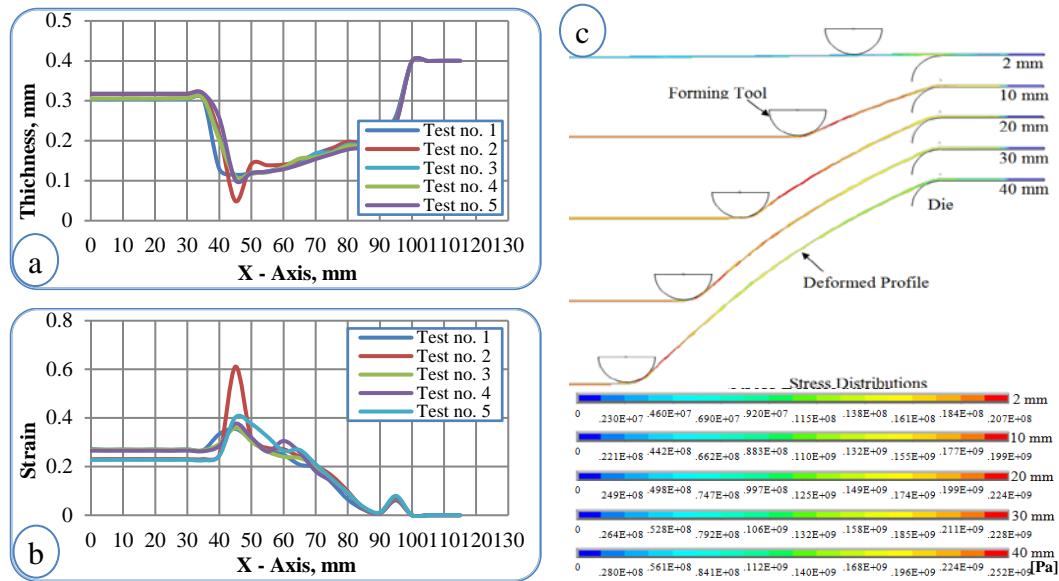 0.5
0.4
0.3
0.2
0.1
0
Thichness, mm
Test no. 1
Test no. 2
Test no. 3
Test no. 4
Test no. 5
0 10 20 30 40 50 60 70 80 90 100 110 120 130
X - Axis, mm
a
0.8
0.6
0.4
0.2
0
Strain
Test no. 1
Test no. 2
Test no. 3
Test no. 4
Test no. 5
0 10 20 30 40 50 60 70 80 90 100 110 120 130
X - Axis, mm
b
c
2 mm
Forming Tool
10 mm
20 mm
30 mm
40 mm
Die
Deformed Profile
Stress Distributions
2 mm
0 .230E+07 .460E+07 .690E+07 .920E+07 .115E+08 .138E+08 .161E+08 .184E+08 .207E+08
10 mm
0 .221E+08 .442E+08 .662E+08 .883E+08 .110E+09 .132E+09 .155E+09 .177E+09 .199E+09
20 mm
0 249E+08 .498E+08 .747E+08 .997E+08 .125E+09 .149E+09 .174E+09 .199E+09 .224E+09
30 mm
0 .264E+08 .528E+08 .792E+08 .106E+09 .132E+09 .158E+09 .185E+09 .211E+09 .228E+09
40 mm
0 .280E+08 .561E+08 .841E+08 .112E+09 .140E+09 .168E+09 .196E+09 .224E+09 .252E+09
[Pa]